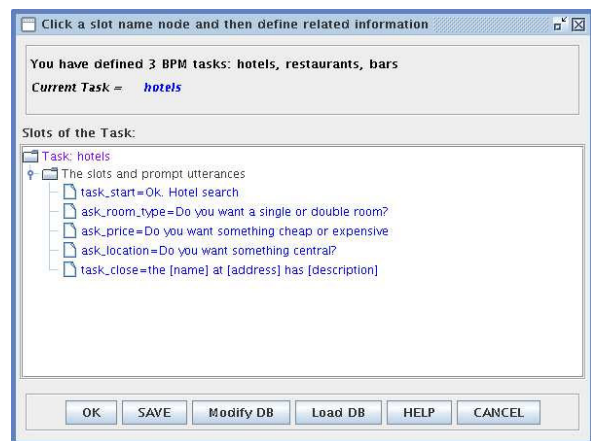 Click a slot name node and then define related information
You have defined 3 BPM tasks: hotels, restaurants, bars
Current Task = hotels
Slots of the Task:
Task: hotels
The slots and prompt utterances
task_start=Ok. Hotel search
ask_room_type=Do you want a single or double room?
ask_price=Do you want something cheap or expensive
ask_location=Do you want something central?
task_close=the [name] at [address] has [description]
OK SAVE Modify DB Load DB HELP CANCEL